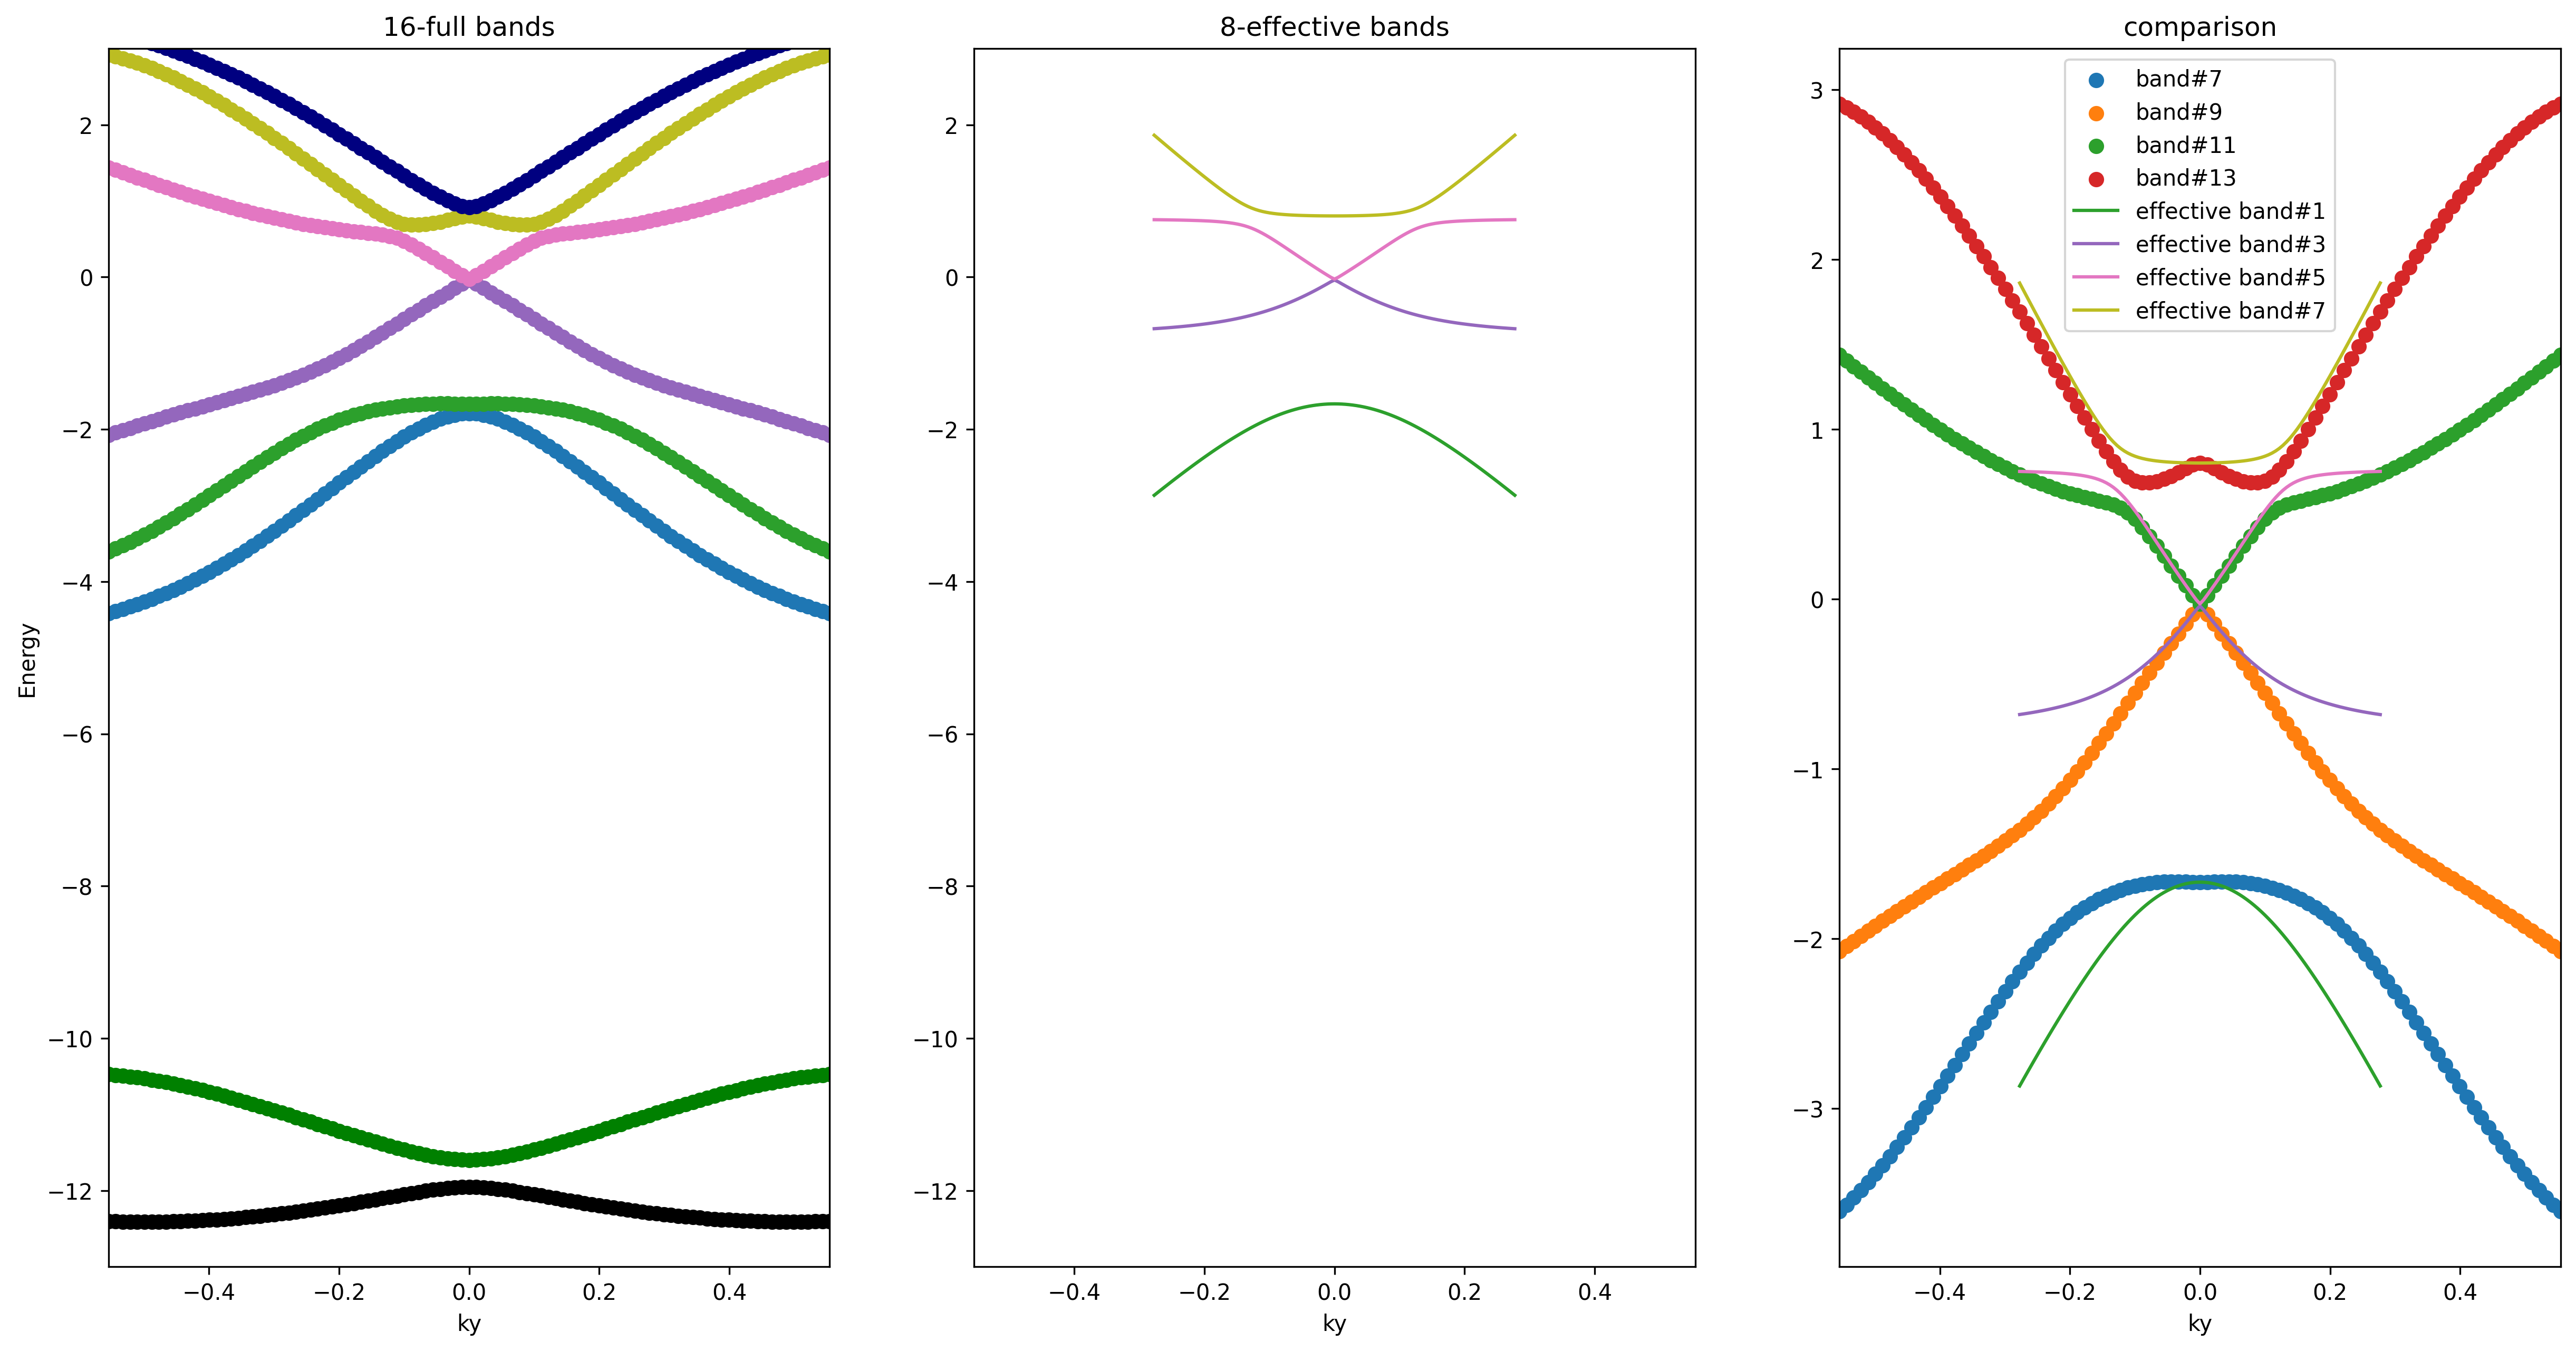 16-full bands
2
0
−2
−4
−6
−8
−10
−12
Energy
−0.4 −0.2 0.0 0.2 0.4
ky
8-effective bands
2
0
−2
−4
−6
−8
−10
−12
−0.4 −0.2 0.0 0.2 0.4
ky
comparison
3
2
1
0
−1
−2
−3
band#7
band#9
band#11
band#13
effective band#1
effective band#3
effective band#5
effective band#7
−0.4 −0.2 0.0 0.2 0.4
ky